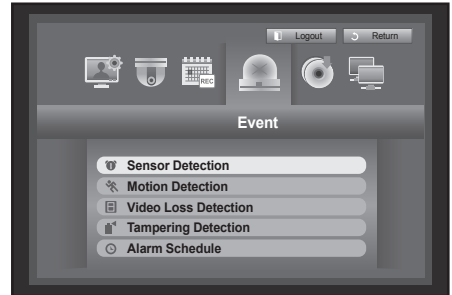 Logout Return
REC
Event
Sensor Detection
Motion Detection
Video Loss Detection
Tampering Detection
Alarm Schedule